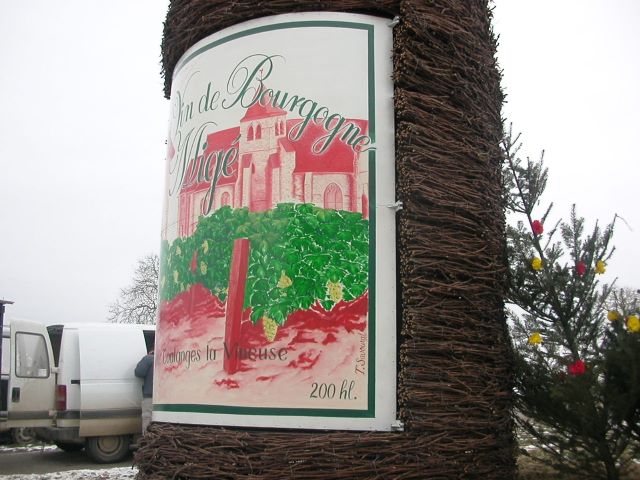 Vin de Bourgogne
Migé
Coulanges la Vineuse
200 hl.